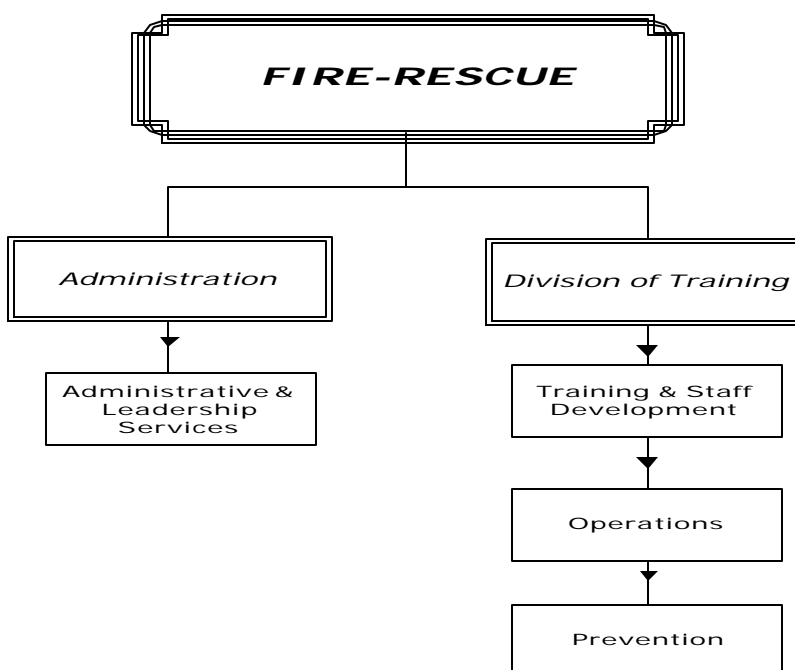 FIRE-RESCUE
Administration
Division of Training
Administrative &
Leadership
Services
Training & Staff
Development
Operations
Prevention